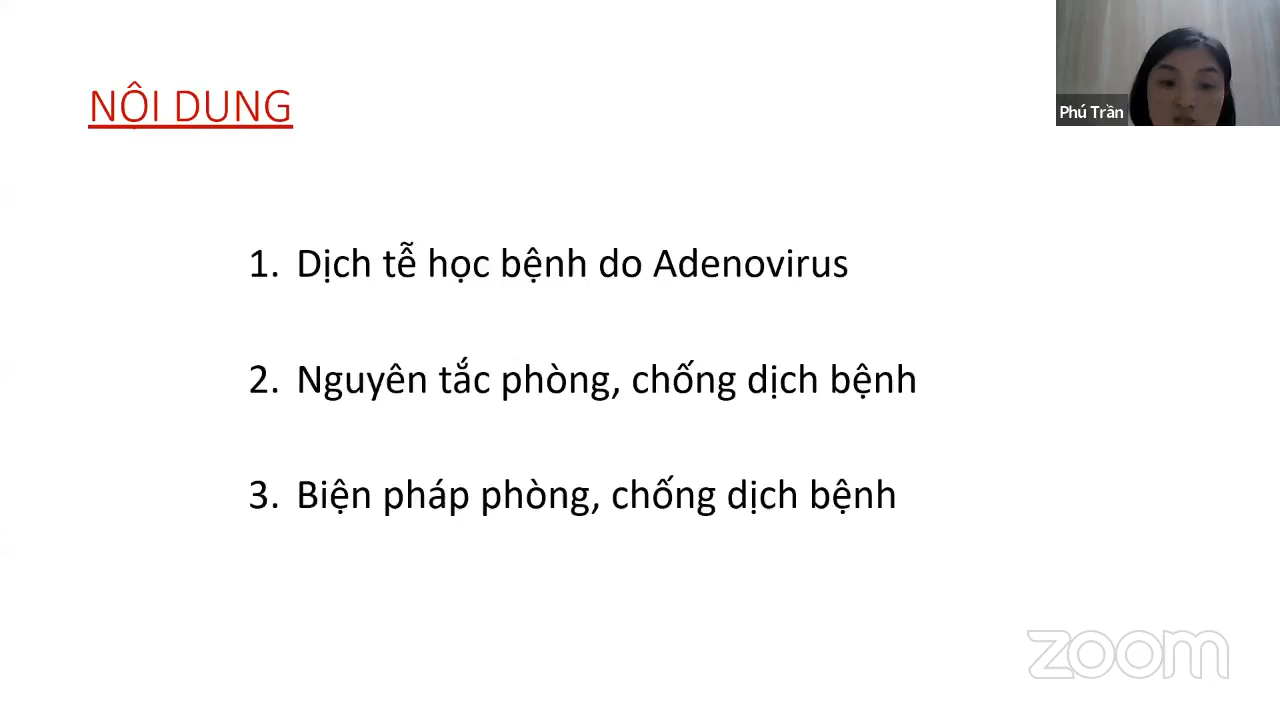 NỘI DUNG
Phú Trần
1. Dịch tễ học bệnh do Adenovirus
2. Nguyên tắc phòng, chống dịch bệnh
3. Biện pháp phòng, chống dịch bệnh
zoom